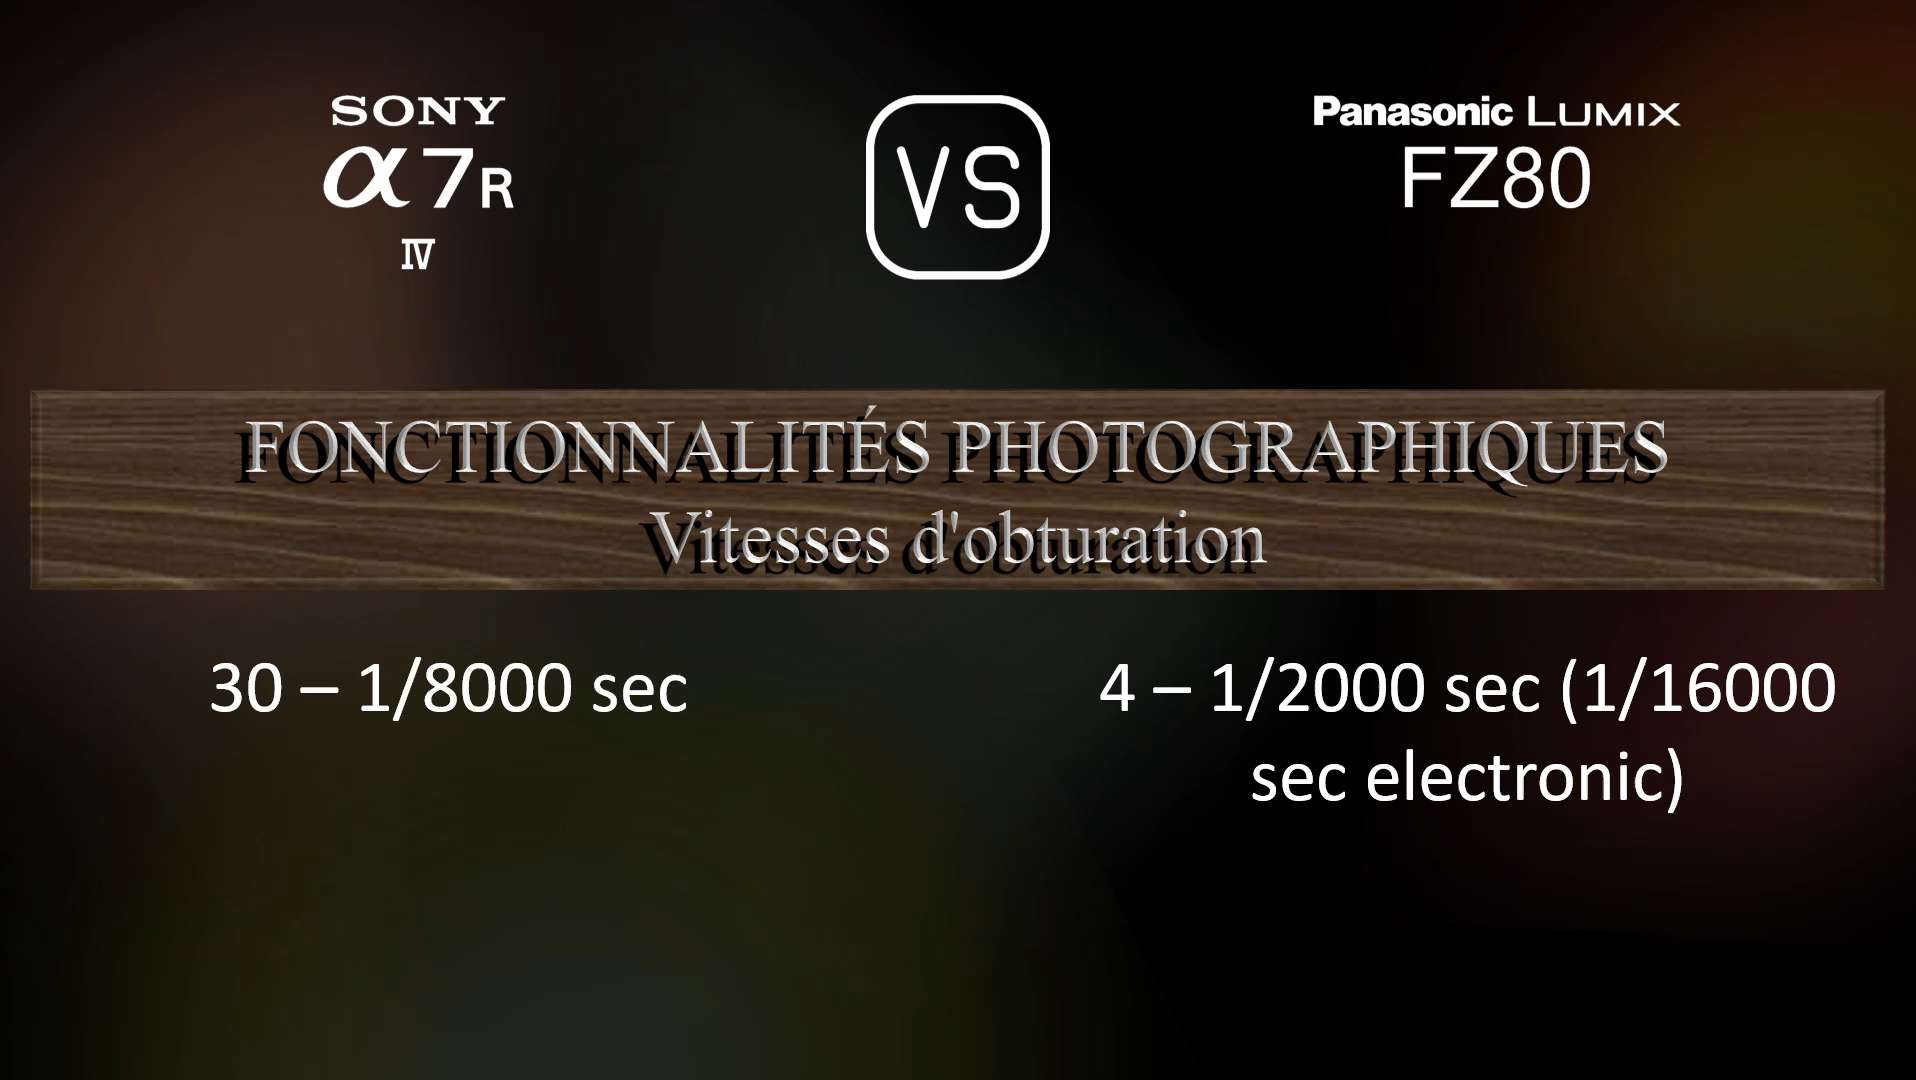 SONY
α7R
IV
VS
Panasonic LUMIX
FZ80
FONCTIONNALITÉS PHOTOGRAPHIQUES
Vitesses d'obturation
30 – 1/8000 sec
4 – 1/2000 sec (1/16000
sec electronic)